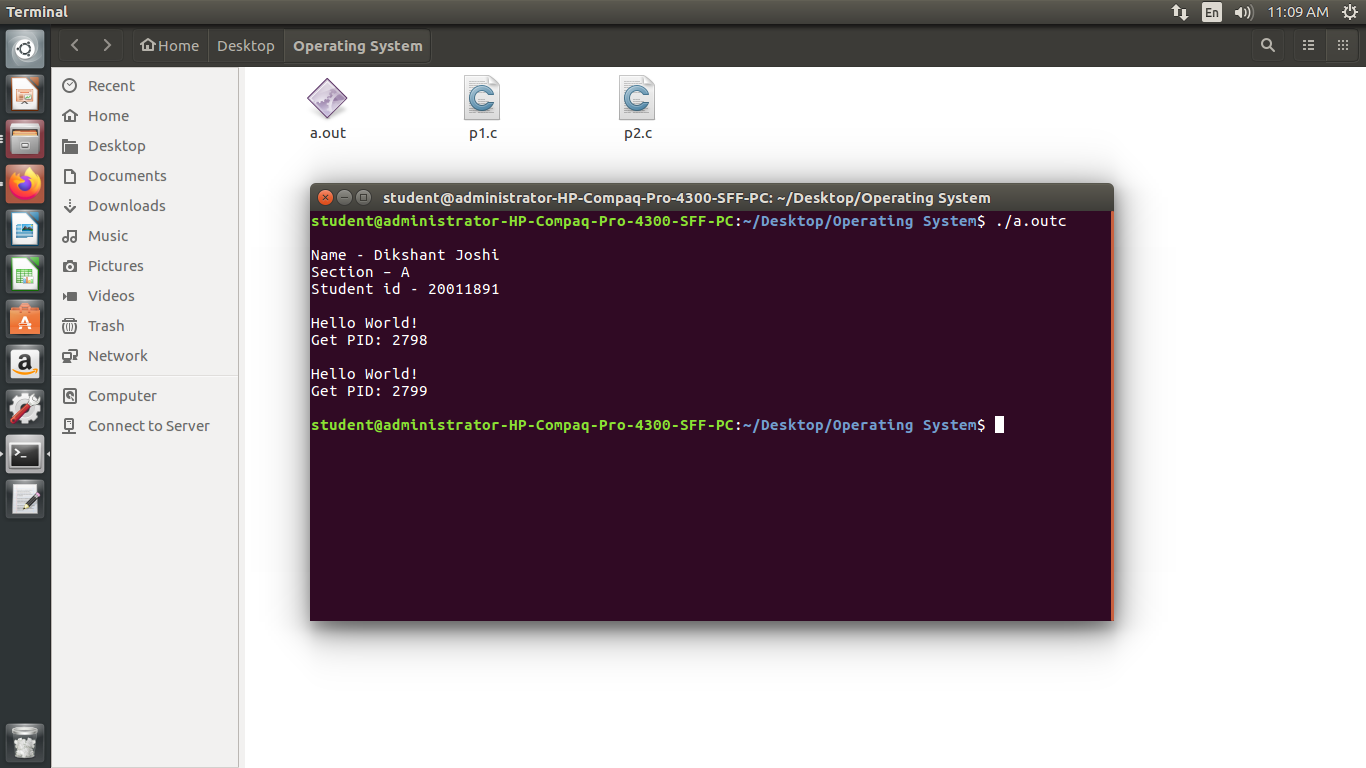 Terminal
En
11:09 AM
Home
Desktop
Operating System
Recent
Home
Desktop
Documents
Downloads
Music
Pictures
Videos
Trash
Network
Computer
Connect to Server
a.out
p1.c
p2.c
student@administrator-HP-Compaq-Pro-4300-SFF-PC: ~/Desktop/Operating System
student@administrator-HP-Compaq-Pro-4300-SFF-PC:~/Desktop/Operating System$ ./a.outc
Name - Dikshant Joshi
Section – A
Student id - 20011891
Hello World!
Get PID: 2798
Hello World!
Get PID: 2799
student@administrator-HP-Compaq-Pro-4300-SFF-PC:~/Desktop/Operating System$